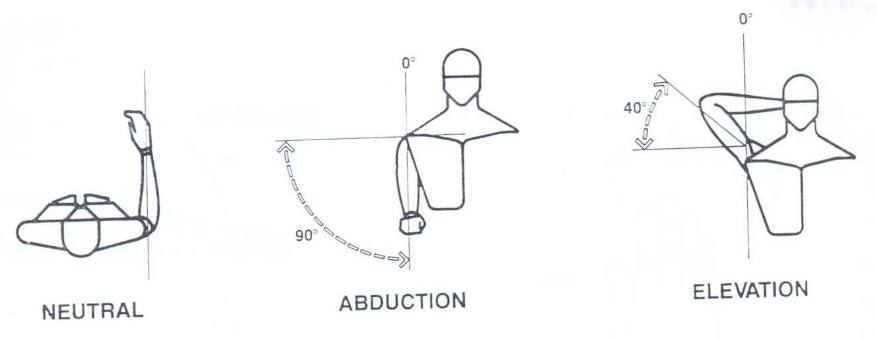 0°
0°
40°
90°
NEUTRAL
ABDUCTION
ELEVATION